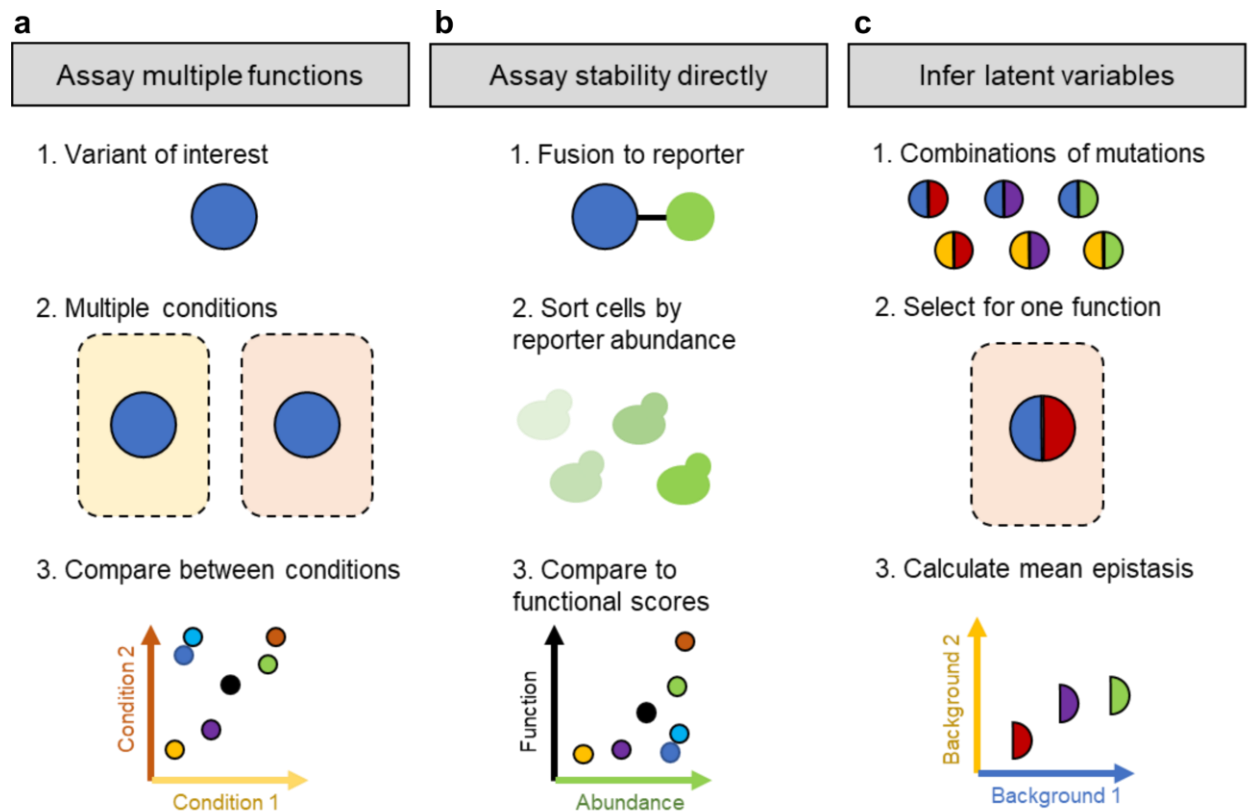 a
Assay multiple functions
1. Variant of interest
2. Multiple conditions
3. Compare between conditions
Condition 2
Condition 1
b
Assay stability directly
1. Fusion to reporter
2. Sort cells by
reporter abundance
3. Compare to
functional scores
Function
Abundance
c
Infer latent variables
1. Combinations of mutations
2. Select for one function
3. Calculate mean epistasis
Background 2
Background 1